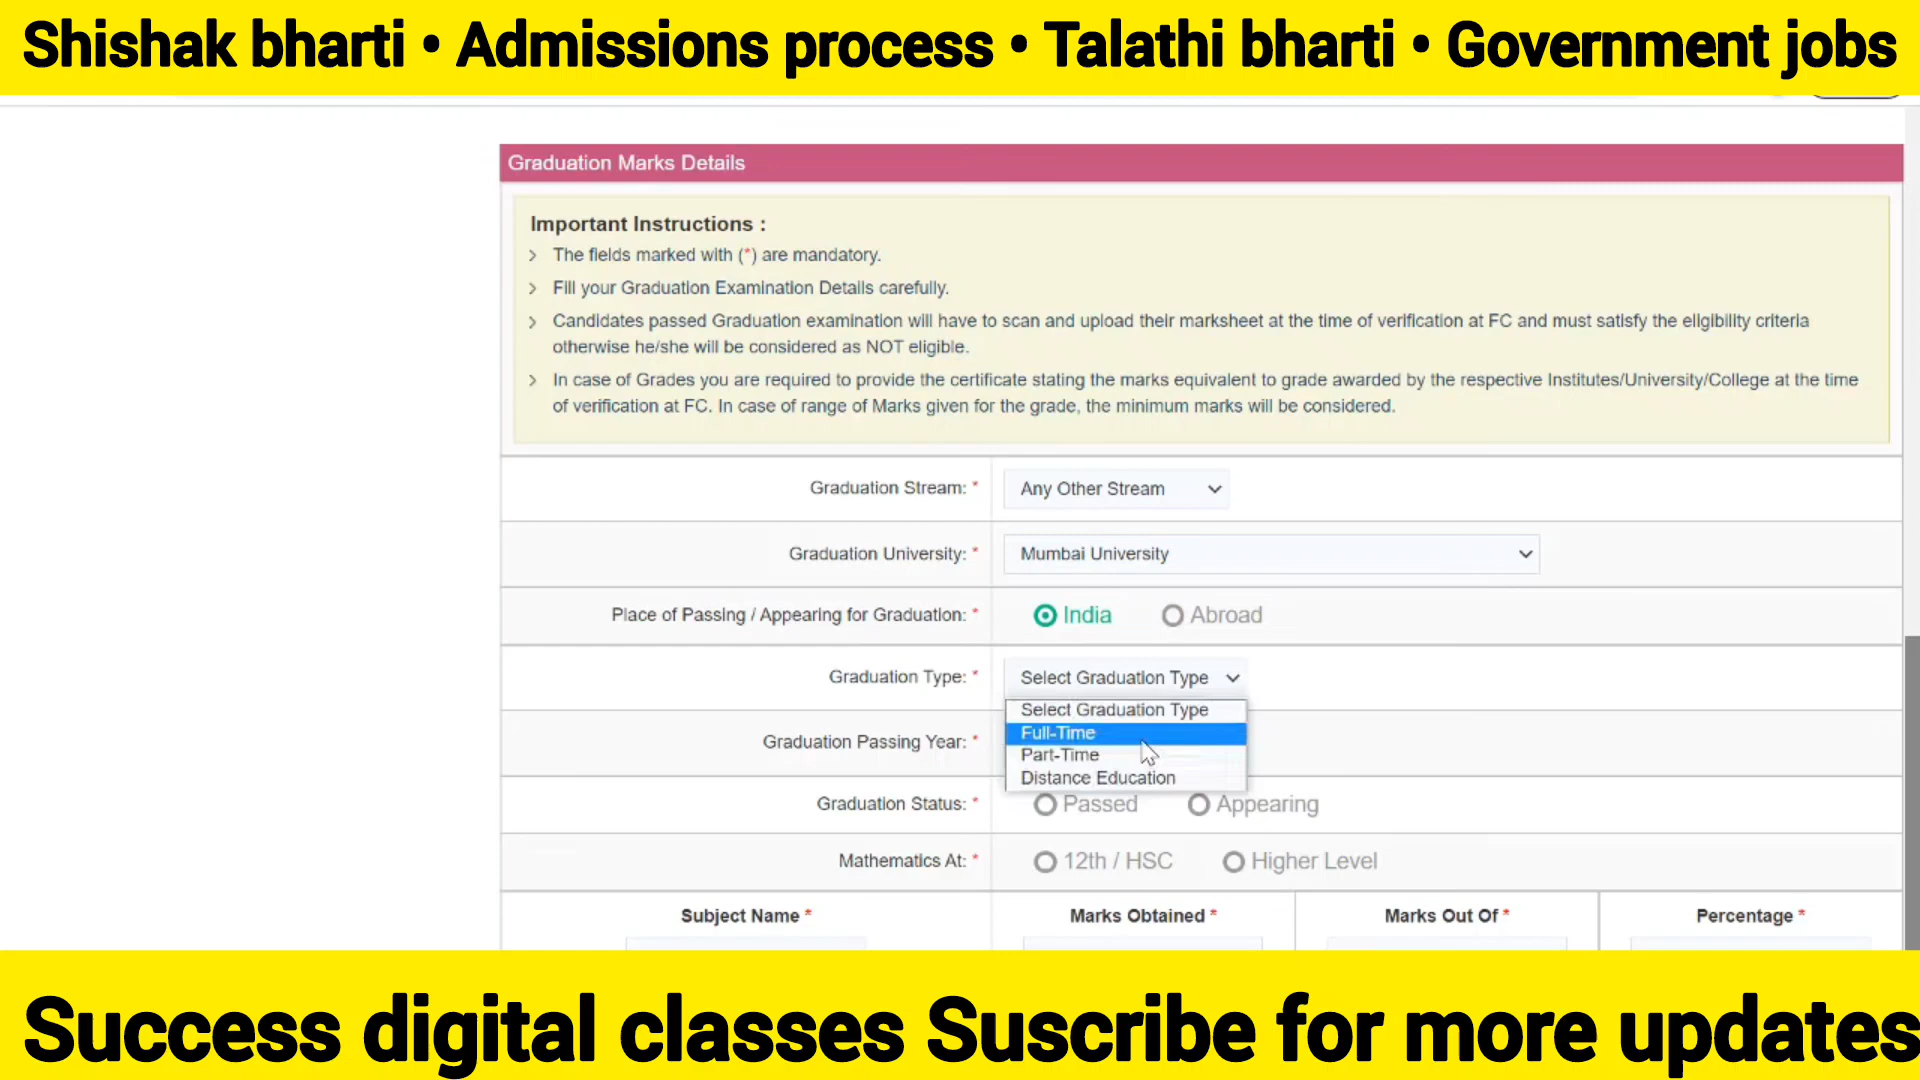 Shishak bharti • Admissions process • Talathi bharti • Government jobs
Graduation Marks Details
Important Instructions :
The fields marked with (*) are mandatory.
Fill your Graduation Examination Details carefully.
Candidates passed Graduation examination will have to scan and upload their marksheet at the time of verification at FC and must satisfy the eligibility criteria
otherwise he/she will be considered as NOT eligible.
In case of Grades you are required to provide the certificate stating the marks equivalent to grade awarded by the respective Institutes/University/College at the time
of verification at FC. In case of range of Marks given for the grade, the minimum marks will be considered.
Graduation Stream: * Any Other Stream
Graduation University: * Mumbai University
Place of Passing / Appearing for Graduation: * India Abroad
Graduation Type: * Select Graduation Type
Select Graduation Type
Full-Time
Graduation Passing Year: *
Part-Time
Distance Education
Graduation Status: * Passed Appearing
Mathematics At: * 12th / HSC Higher Level
Subject Name * Marks Obtained * Marks Out Of * Percentage *
Success digital classes Suscribe for more updates